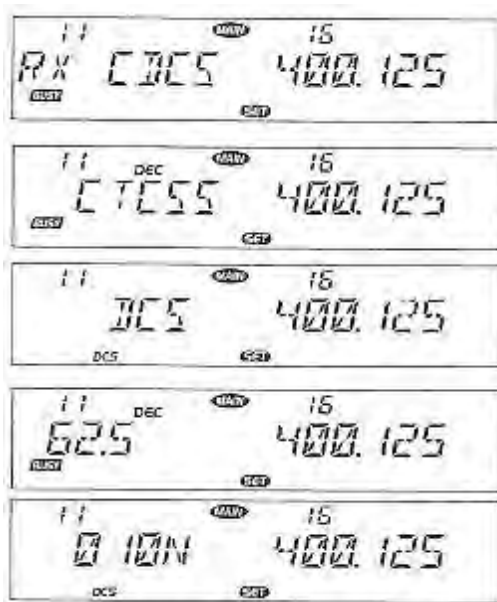 11 MAIN 16
RX CDCS 400.125
BUSY
SET
11 DEC MAIN 16
CTCSS 400.125
BUSY
SET
11 MAIN 16
DCS 400.125
DCS SET
11 DEC MAIN 16
62.5 400.125
BUSY
SET
11 MAIN 16
010N 400.125
DCS SET